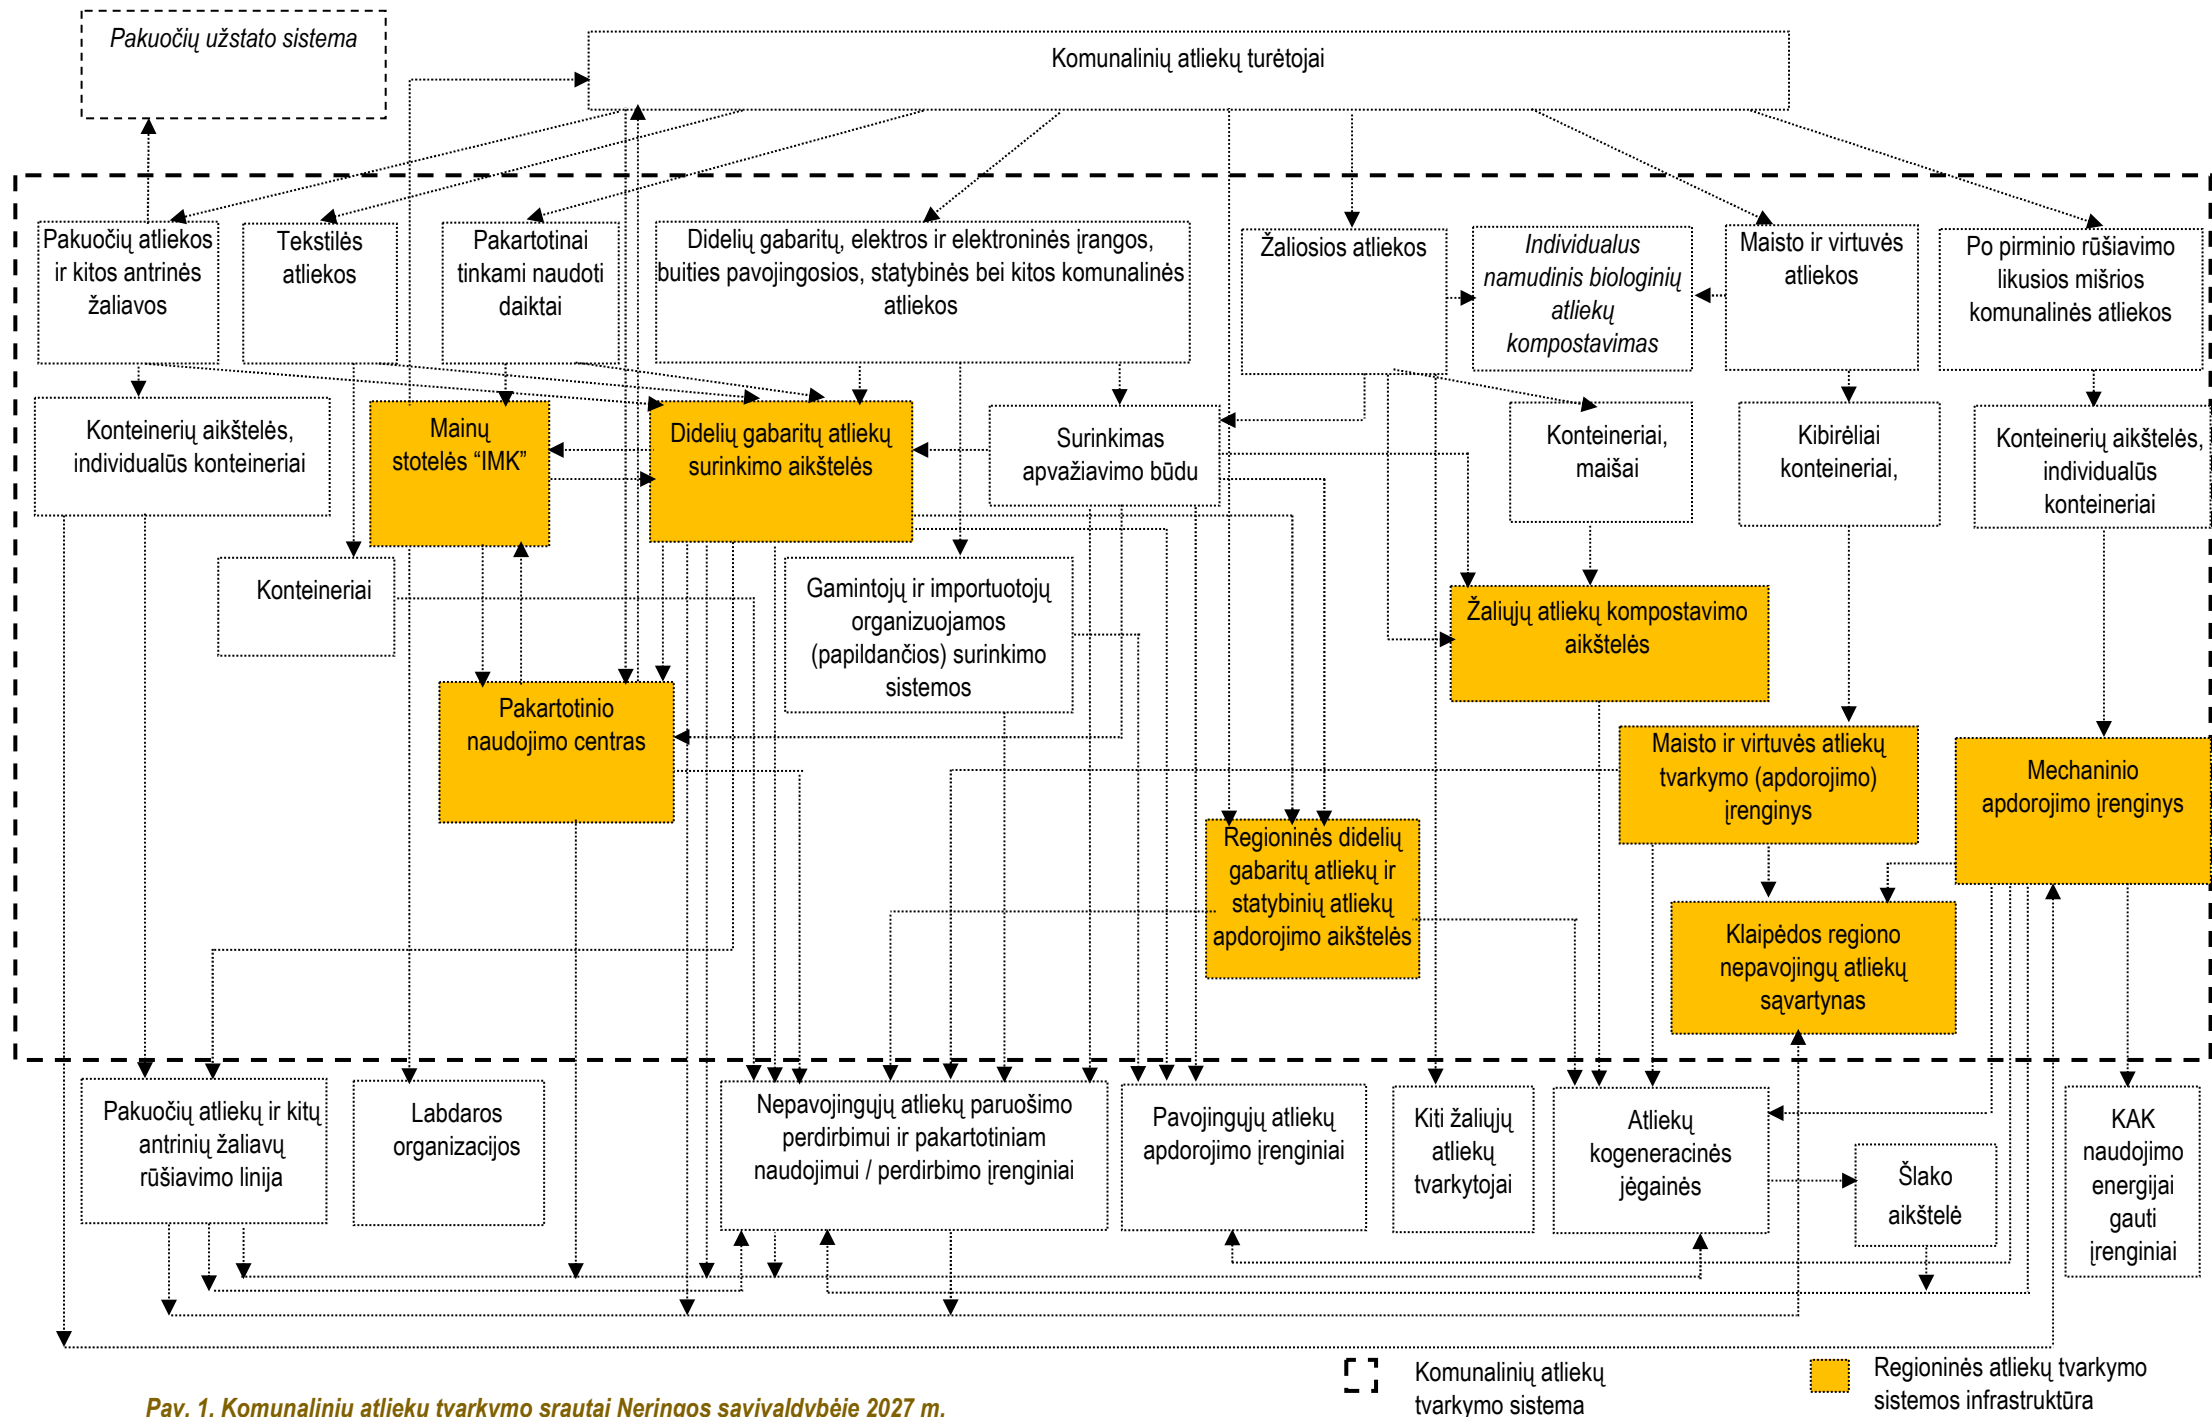 Pakuočių užstato sistema
Komunalinių atliekų turėtojai
Pakuočių atliekos
ir kitos antrinės
žaliavos
Tekstilės
atliekos
Pakartotinai
tinkami naudoti
daiktai
Didelių gabaritų, elektros ir elektroninės įrangos,
buities pavojingosios, statybinės bei kitos komunalinės
atliekos
Žaliosios atliekos
Individualus
namudinis biologinių
atliekų
kompostavimas
Maisto ir virtuvės
atliekos
Po pirminio rūšiavimo
likusios mišrios
komunalinės atliekos
Konteinerių aikštelės,
individualūs konteineriai
Mainų
stotelės “IMK”
Didelių gabaritų atliekų
surinkimo aikštelės
Surinkimas
apvažiavimo būdu
Konteineriai,
maišai
Kibirėliai
konteineriai,
Konteinerių aikštelės,
individualūs
konteineriai
Konteineriai
Gamintojų ir importuotojų
organizuojamos
(papildančios) surinkimo
sistemos
Žaliųjų atliekų kompostavimo
aikštelės
Pakartotinio
naudojimo centras
Maisto ir virtuvės atliekų
tvarkymo (apdorojimo)
įrenginys
Mechaninio
apdorojimo įrenginys
Regioninės didelių
gabaritų atliekų ir
statybinių atliekų
apdorojimo aikštelės
Klaipėdos regiono
nepavojingų atliekų
sąvartynas
Pakuočių atliekų ir kitų
antrinių žaliavų
rūšiavimo linija
Labdaros
organizacijos
Nepavojingųjų atliekų paruošimo
perdirbimui ir pakartotiniam
naudojimui / perdirbimo įrenginiai
Pavojingųjų atliekų
apdorojimo įrenginiai
Kiti žaliųjų
atliekų
tvarkytojai
Atliekų
kogeneracinės
jėgainės
Šlako
aikštelė
KAK
naudojimo
energijai
gauti
įrenginiai
Komunalinių atliekų
tvarkymo sistema
Regioninės atliekų tvarkymo
sistemos infrastruktūra
Pav. 1. Komunalinių atliekų tvarkymo srautai Neringos savivaldybėje 2027 m.